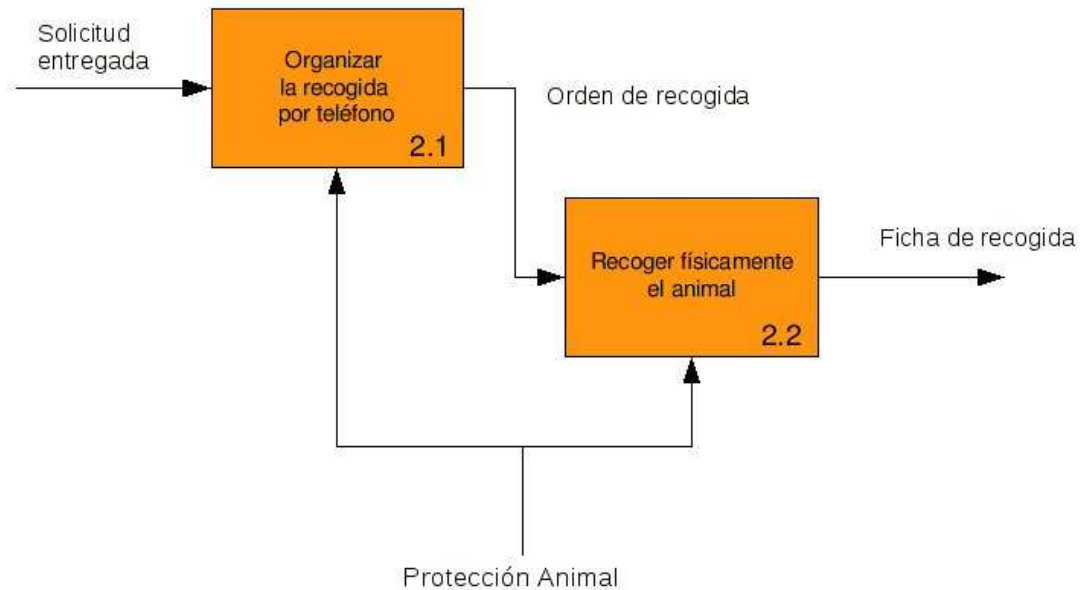 Solicitud
entregada
Organizar
la recogida
por teléfono
2.1
Orden de recogida
Recoger físicamente
el animal
2.2
Ficha de recogida
Protección Animal